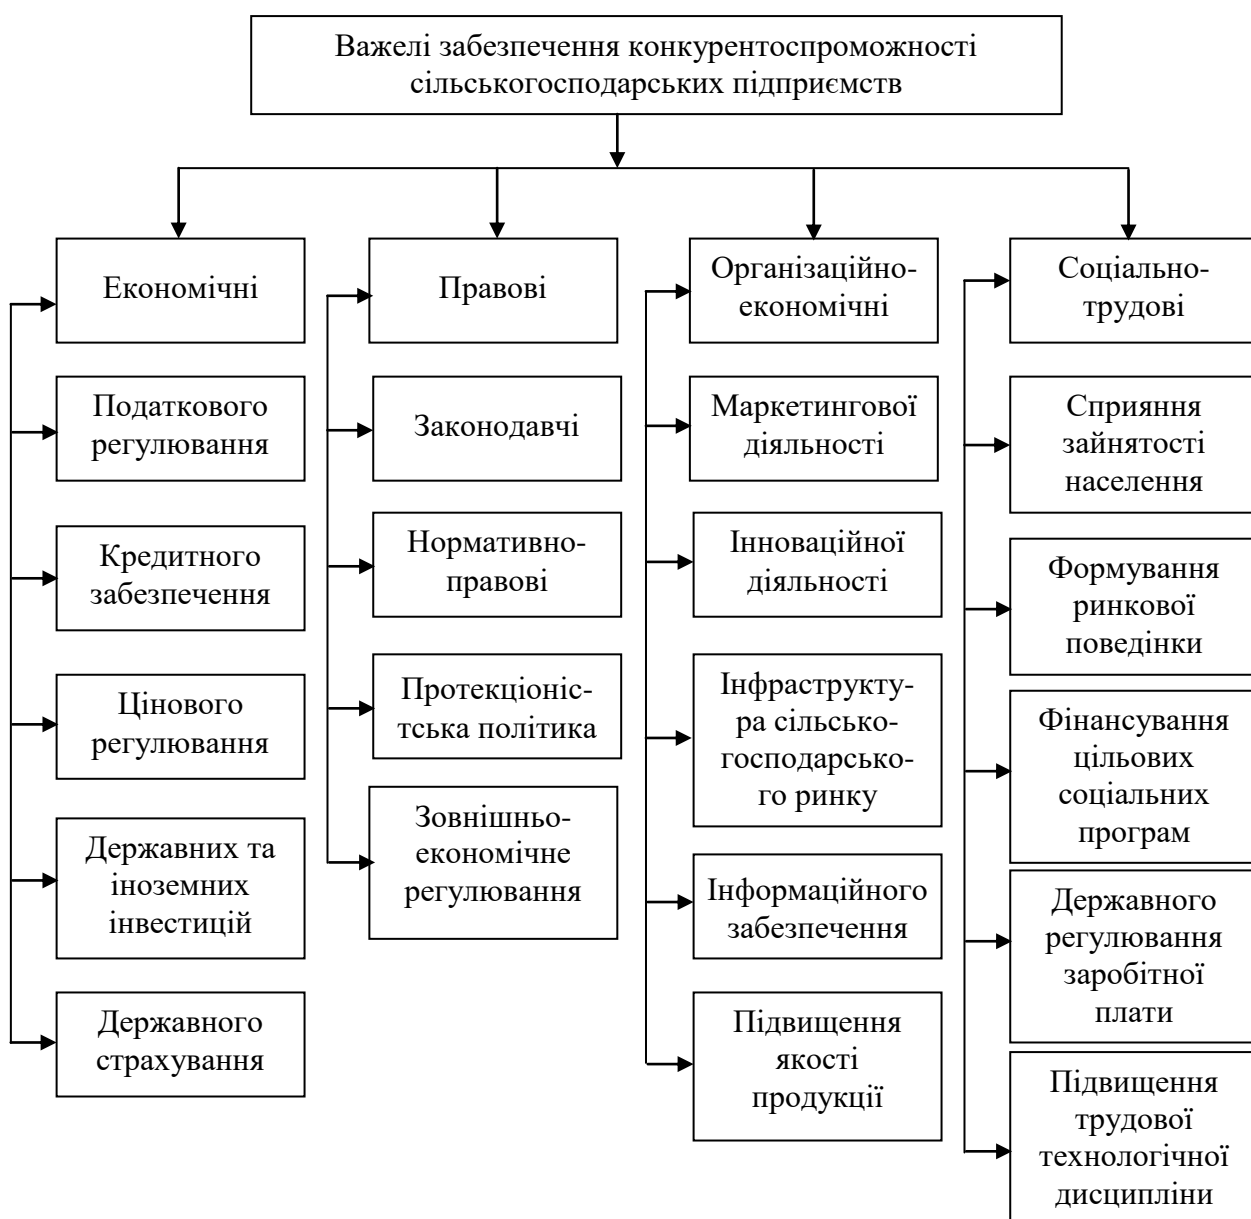 Важелі забезпечення конкурентоспроможності
сільськогосподарських підприємств
Економічні
Податкового
регулювання
Кредитного
забезпечення
Цінового
регулювання
Державних та
іноземних
інвестицій
Державного
страхування
Правові
Законодавчі
Нормативно-
правові
Протекціоніс-
тська політика
Зовнішньо-
економічне
регулювання
Організаційно-
економічні
Маркетингової
діяльності
Інноваційної
діяльності
Інфраструкту-
ра сільсько-
господарсько-
го ринку
Інформаційного
забезпечення
Підвищення
якості
продукції
Соціально-
трудові
Сприяння
зайнятості
населення
Формування
ринкової
поведінки
Фінансування
цільових
соціальних
програм
Державного
регулювання
заробітної
плати
Підвищення
трудової
технологічної
дисципліни